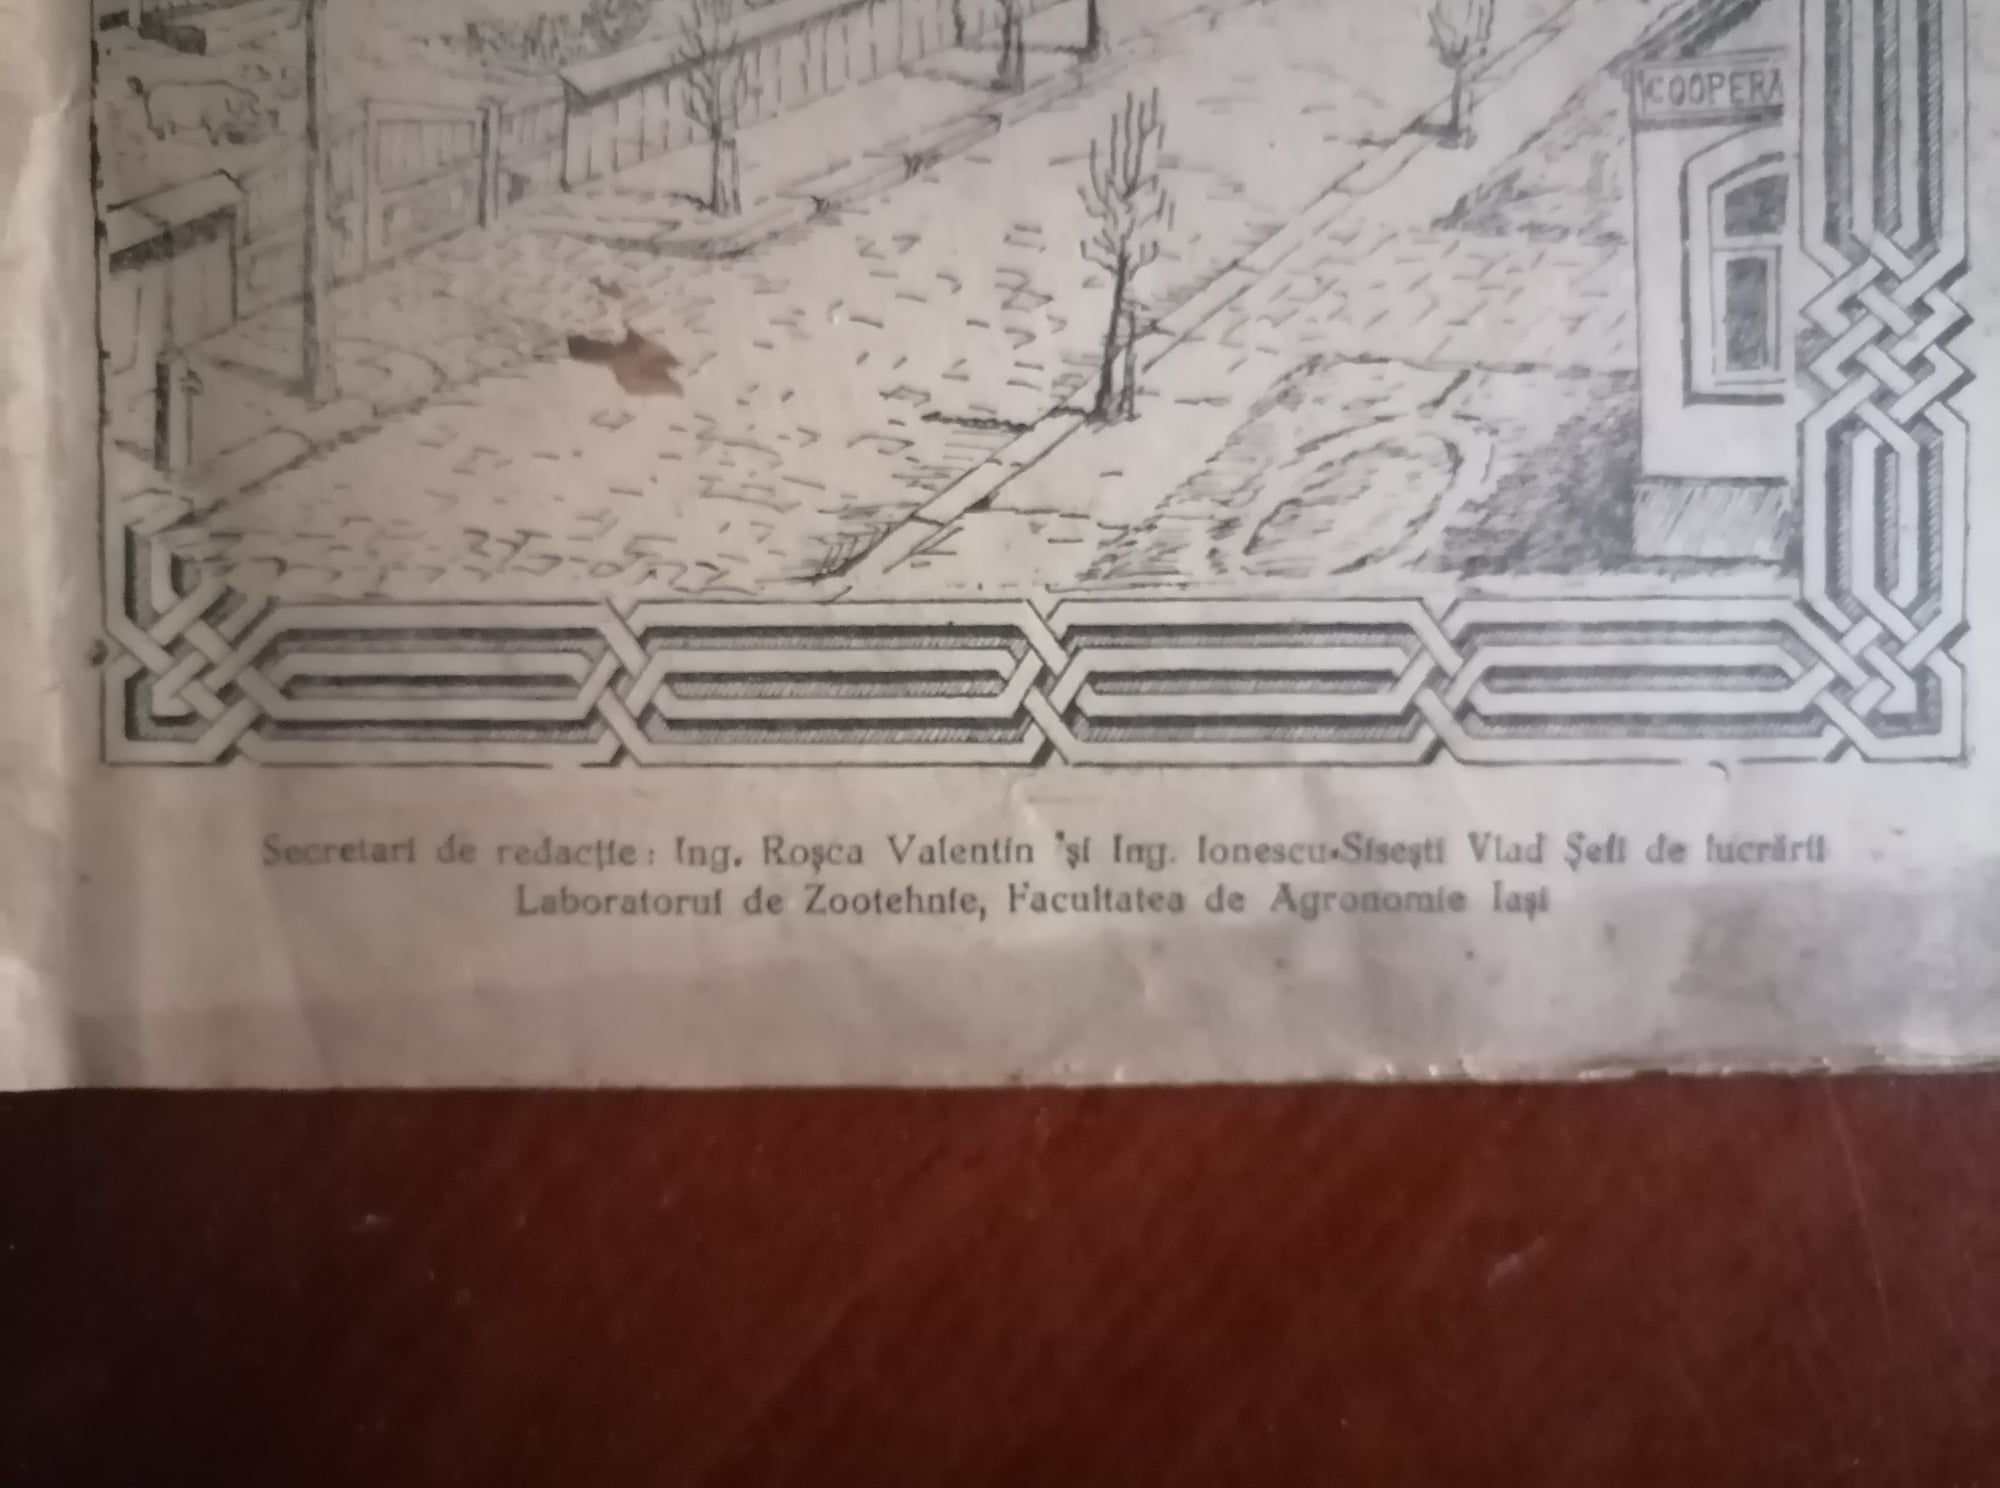 COOPERA
Secretari de redacție: Ing. Roșca Valentin și Ing. Ionescu-Sisești Vlad Șefi de lucrării
Laboratorul de Zootehnie, Facultatea de Agronomie Iași